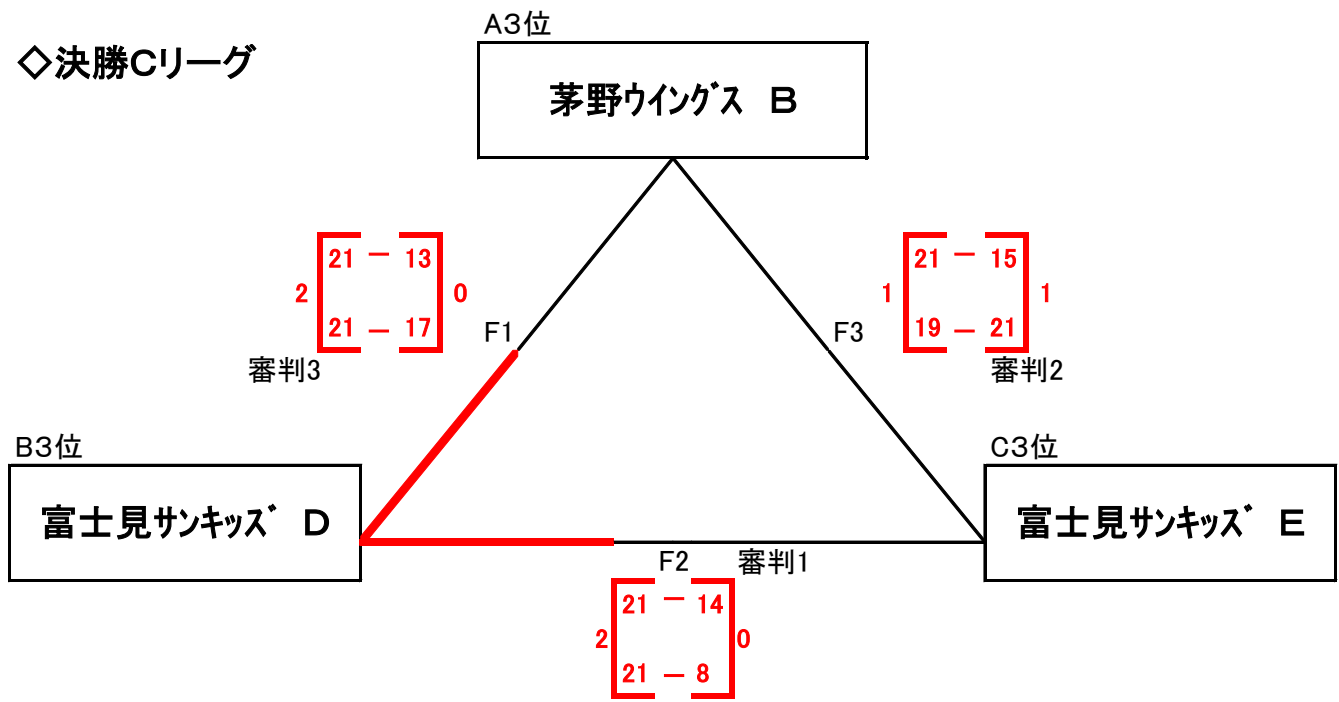 ◇決勝Cリーグ
A3位
茅野ウイングス B
21 － 13
2 0
21 － 17
F1
審判3
21 － 15
1 1
19 － 21
F3
審判2
B3位
富士見サンキッズ D
C3位
富士見サンキッズ E
F2 審判1
21 － 14
2 0
21 － 8